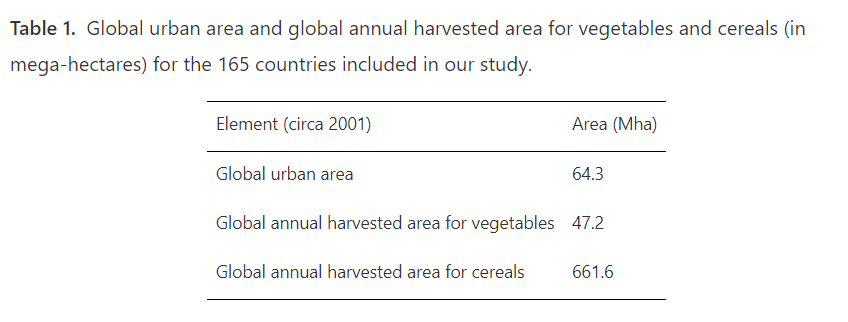 Table 1. Global urban area and global annual harvested area for vegetables and cereals (in
mega-hectares) for the 165 countries included in our study.
Element (circa 2001) Area (Mha)
Global urban area 64.3
Global annual harvested area for vegetables 47.2
Global annual harvested area for cereals 661.6